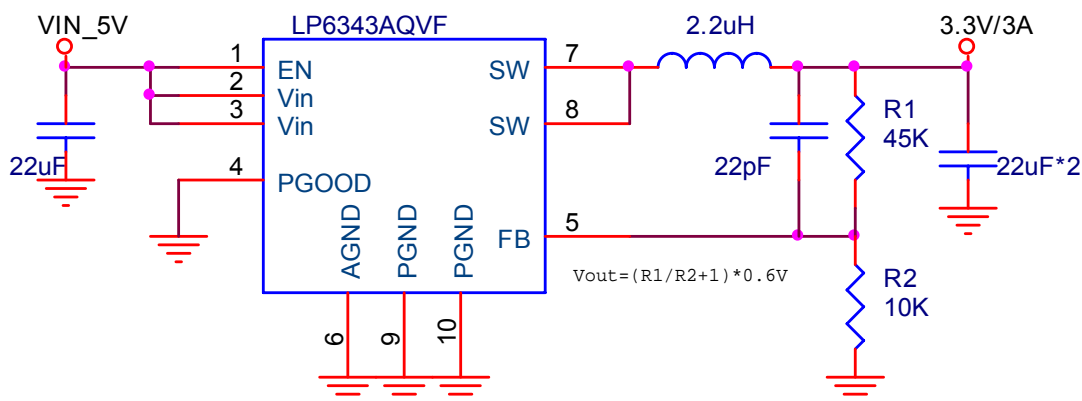 VIN_5V
LP6343AQVF
2.2uH
3.3V/3A
1
EN
SW
7
2
Vin
3
Vin
SW
8
R1
45K
22uF
22pF
22uF*2
4
PGOOD
AGND
PGND
PGND
FB
5
Vout=(R1/R2+1)*0.6V
R2
10K
6
9
10